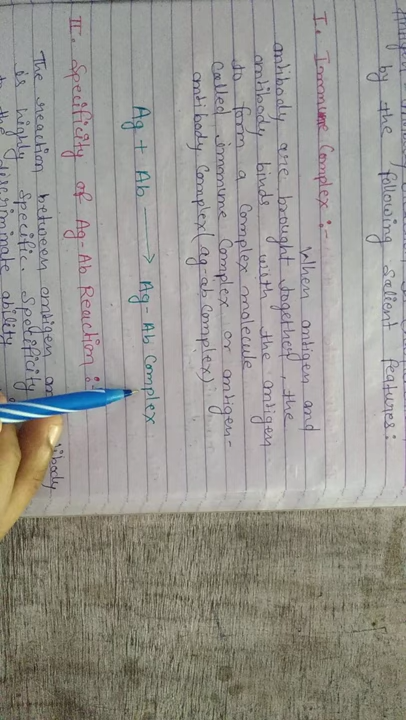 by the following salient features:
I. Immune Complex :-
When antigen and
antibody are brought together, the
antibody binds with the antigen
to form a complex molecule
called immune complex or antigen-
antibody complex (ag-ab complex).
Ag + Ab ⟶ Ag-Ab Complex
II. Specificity of Ag-Ab Reaction :-
The reaction between antigen
is highly specific. Specificity
discriminate ability